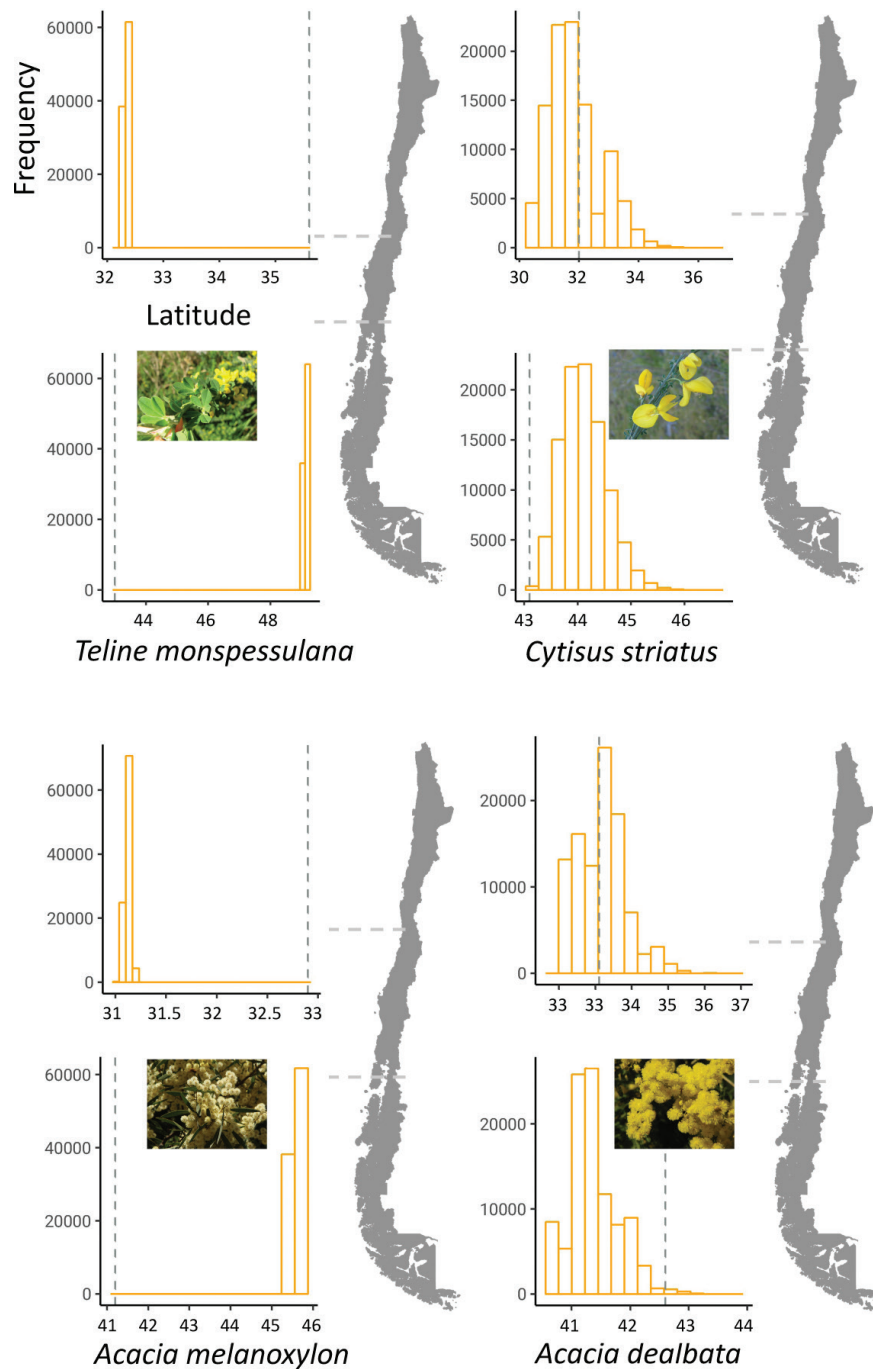 Frequency
60000
40000
20000
0
32 33 34 35
Latitude
20000
15000
10000
5000
0
30 32 34 36
60000
40000
20000
0
44 46 48
Teline monspessulana
20000
15000
10000
5000
0
43 44 45 46
Cytisus striatus
60000
40000
20000
0
31 31.5 32 32.5 33
20000
10000
0
33 33 34 35 36 37
60000
40000
20000
0
41 42 43 44 45 46
Acacia melanoxylon
20000
10000
0
41 42 43 44
Acacia dealbata